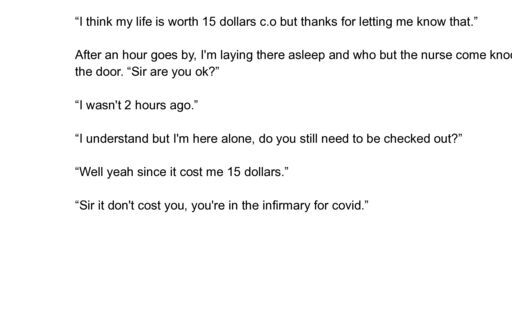 “I think my life is worth 15 dollars c.o but thanks for letting me know that.”
After an hour goes by, I'm laying there asleep and who but the nurse come
the door. “Sir are you ok?”
“I wasn't 2 hours ago.”
“I understand but I'm here alone, do you still need to be checked out?”
“Well yeah since it cost me 15 dollars.”
“Sir it don't cost you, you're in the infirmary for covid.”